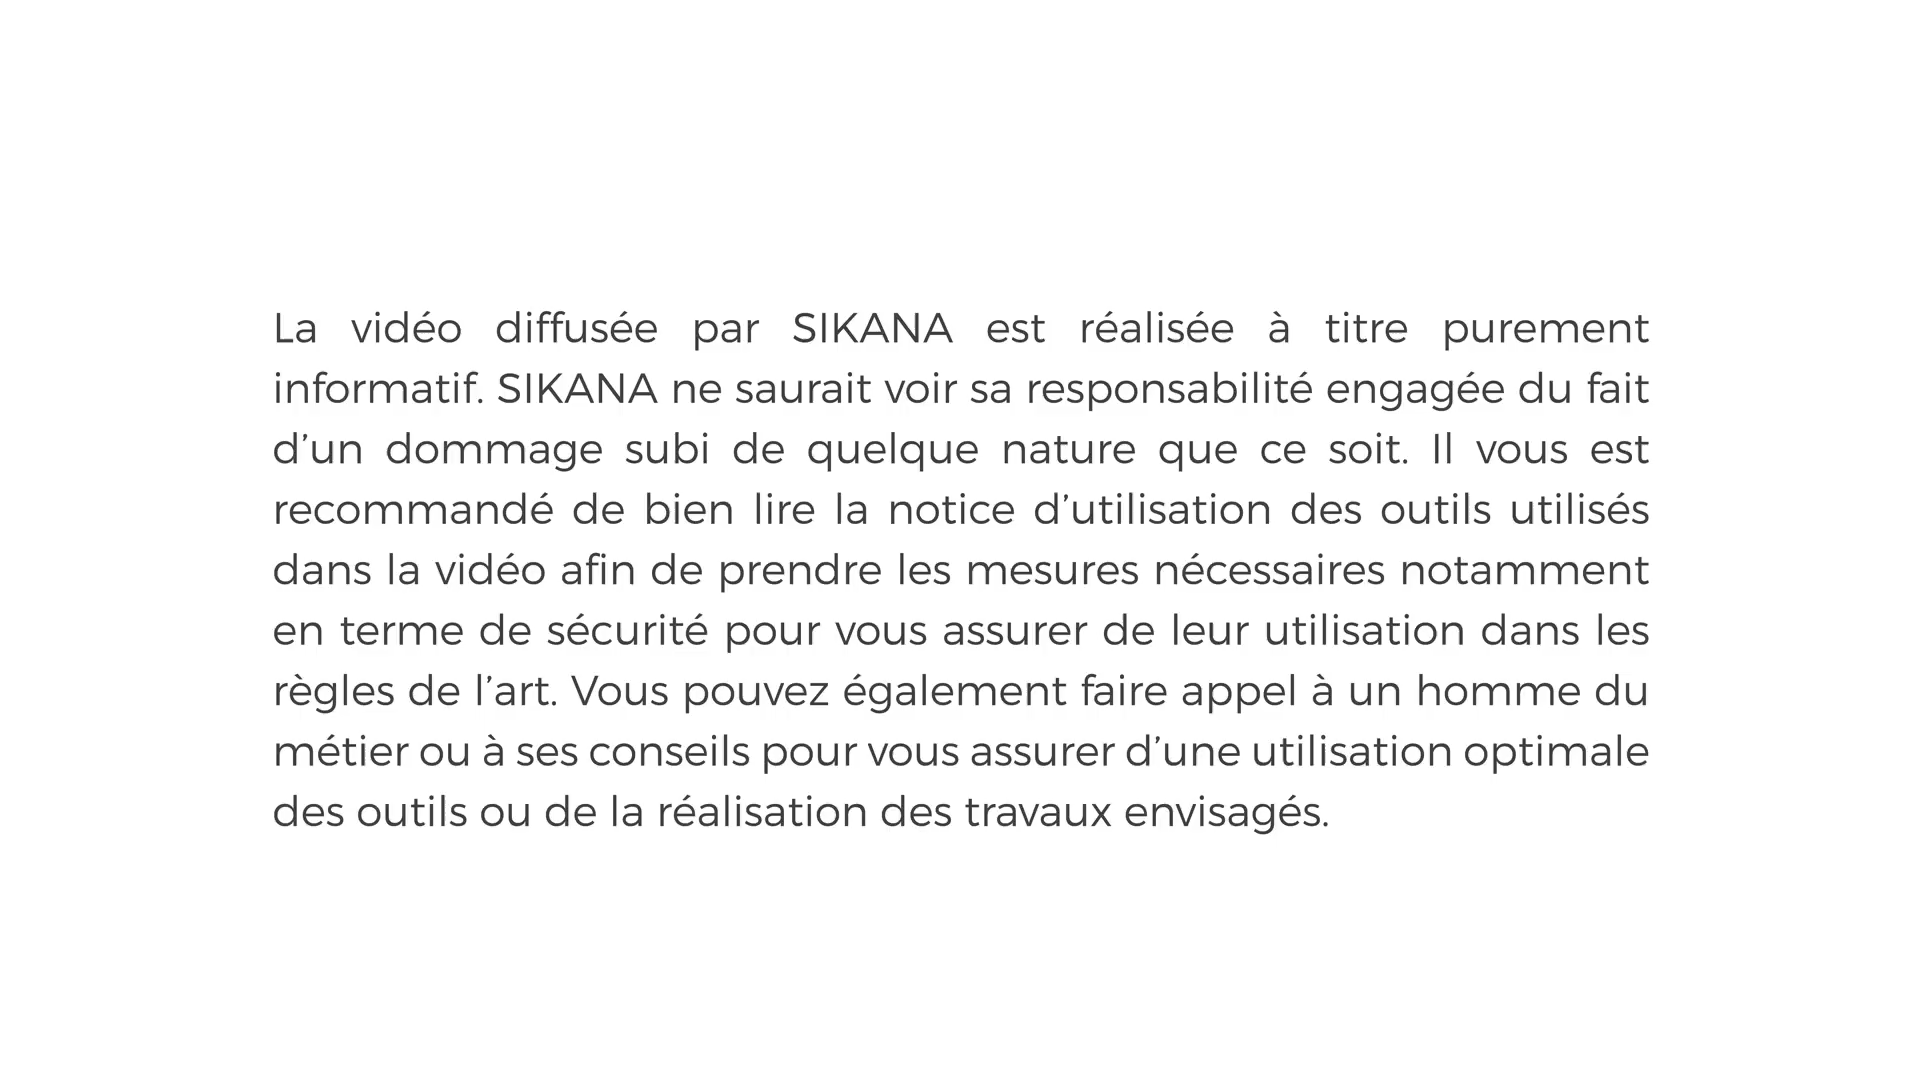 La vidéo diffusée par SIKANA est réalisée à titre purement
informatif. SIKANA ne saurait voir sa responsabilité engagée du fait
d’un dommage subi de quelque nature que ce soit. Il vous est
recommandé de bien lire la notice d’utilisation des outils utilisés
dans la vidéo afin de prendre les mesures nécessaires notamment
en terme de sécurité pour vous assurer de leur utilisation dans les
règles de l’art. Vous pouvez également faire appel à un homme du
métier ou à ses conseils pour vous assurer d’une utilisation optimale
des outils ou de la réalisation des travaux envisagés.